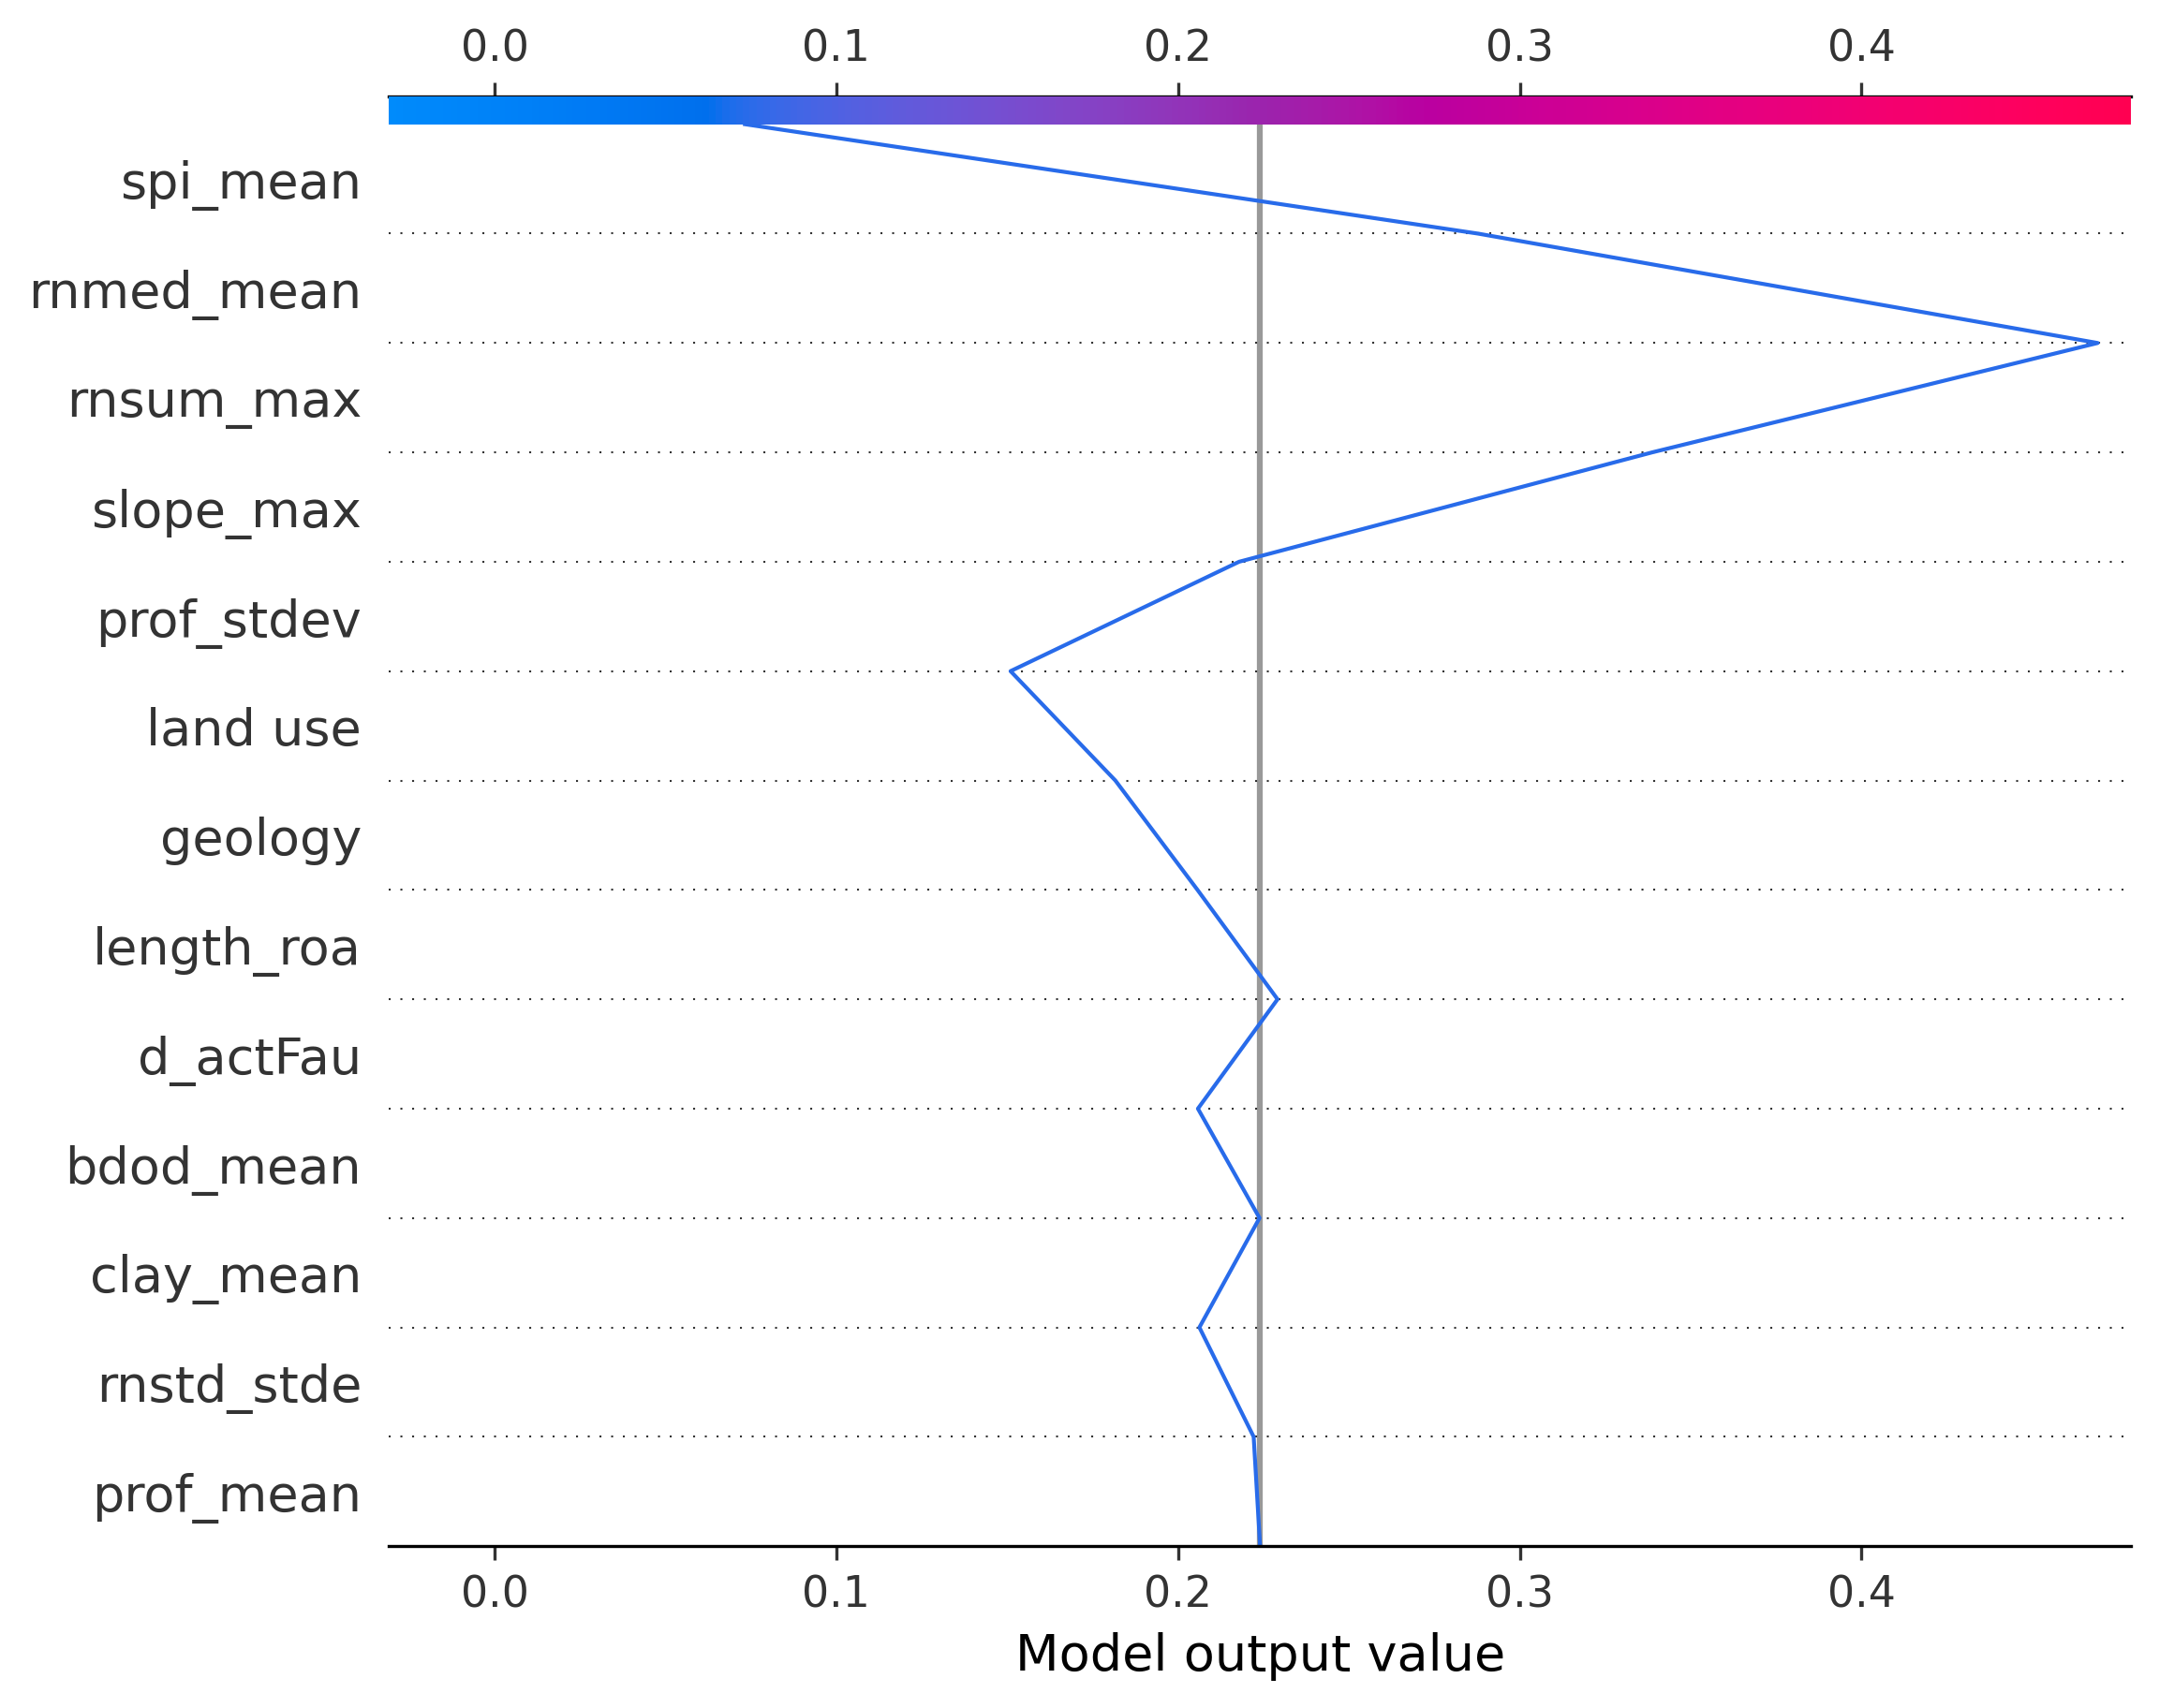 0.0 0.1 0.2 0.3 0.4
spi_mean
rnmed_mean
rnsum_max
slope_max
prof_stdev
land use
geology
length_roa
d_actFau
bdod_mean
clay_mean
rnstd_stde
prof_mean
0.0 0.1 0.2 0.3 0.4
Model output value